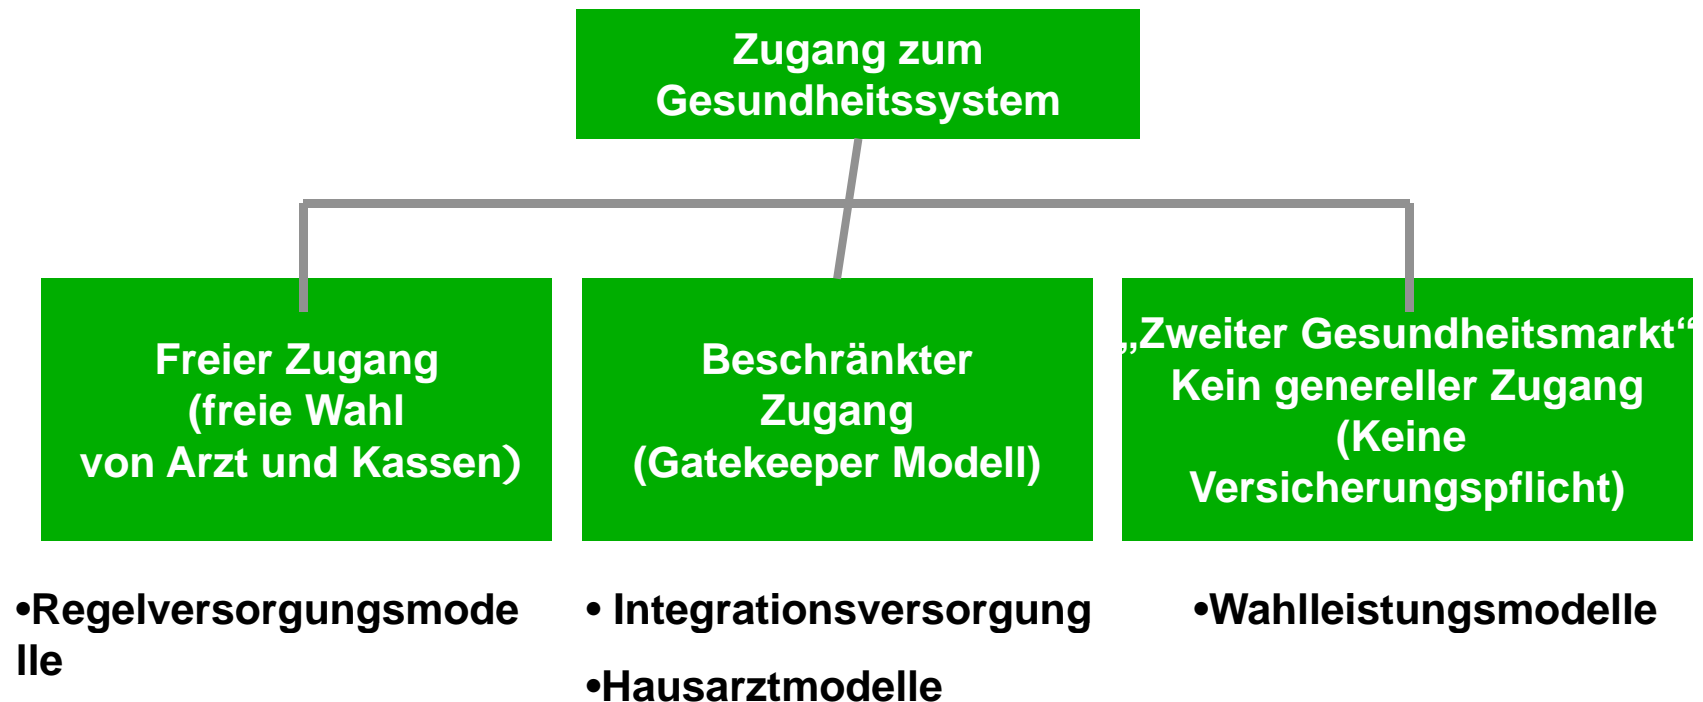 Zugang zum
Gesundheitssystem
Freier Zugang
(freie Wahl
von Arzt und Kassen)
Beschränkter
Zugang
(Gatekeeper Modell)
„Zweiter Gesundheitsmarkt“
Kein genereller Zugang
(Keine
Versicherungspflicht)
•Regelversorgungsmode
lle
• Integrationsversorgung
•Hausarztmodelle
•Wahlleistungsmodelle